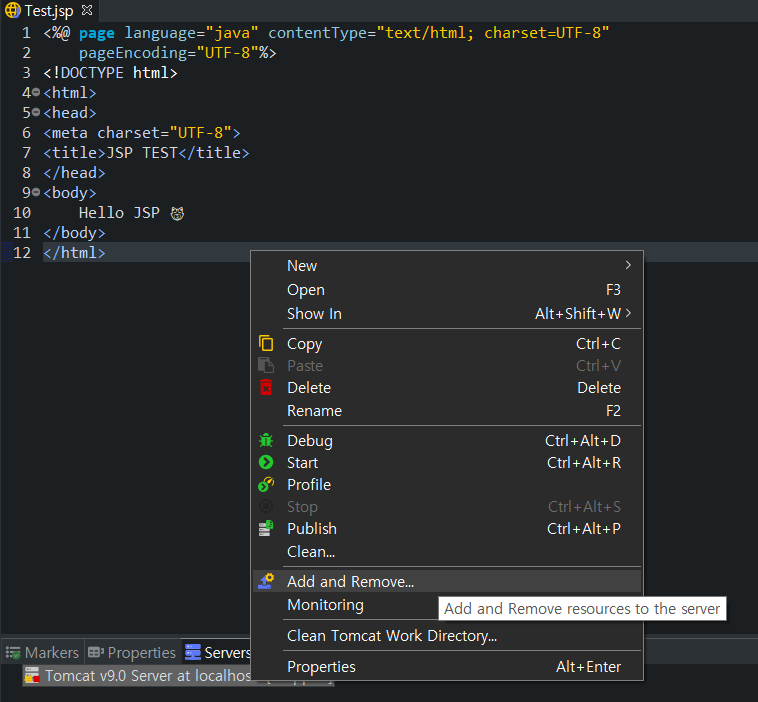 Test.jsp
1 <%@ page language="java" contentType="text/html; charset=UTF-8"
2 pageEncoding="UTF-8"%>
3 <!DOCTYPE html>
4 <html>
5 <head>
6 <meta charset="UTF-8">
7 <title>JSP TEST</title>
8 </head>
9 <body>
10 Hello JSP 😸
11 </body>
12 </html>
New
Open F3
Show In Alt+Shift+W
Copy Ctrl+C
Paste Ctrl+V
Delete Delete
Rename F2
Debug Ctrl+Alt+D
Start Ctrl+Alt+R
Profile
Stop Ctrl+Alt+S
Publish Ctrl+Alt+P
Clean...
Add and Remove...
Monitoring
Add and Remove resources to the server
Clean Tomcat Work Directory...
Properties Alt+Enter
Markers Properties Servers
Tomcat v9.0 Server at localhos